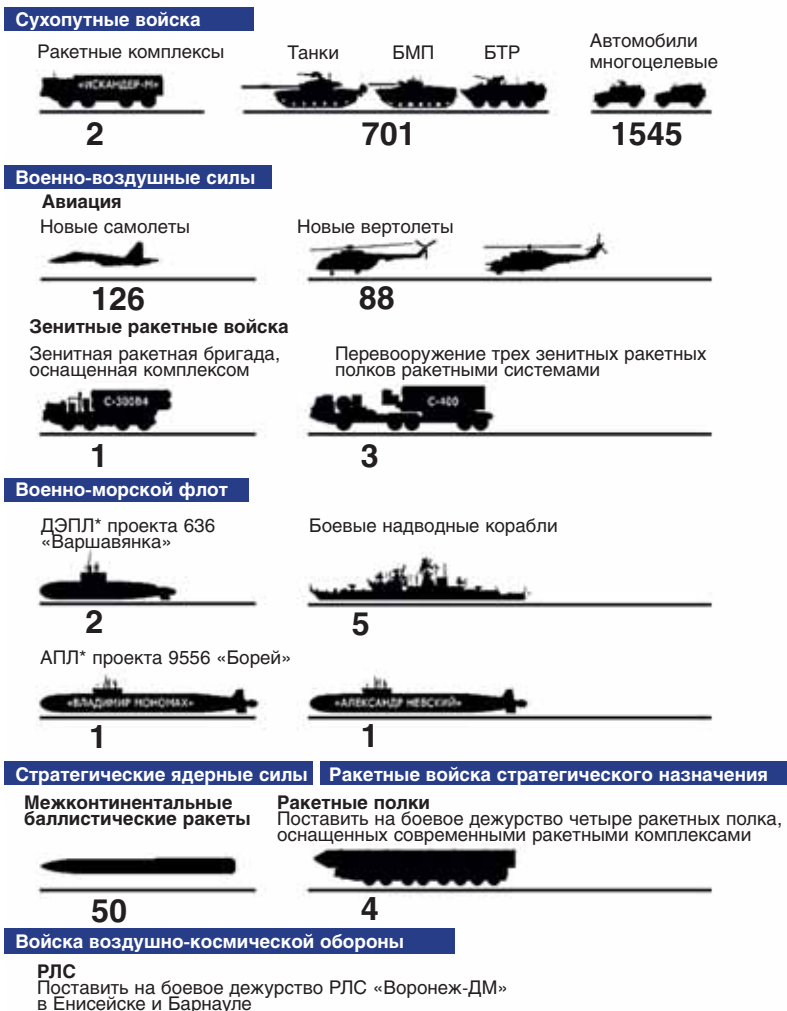 Сухопутные войска
Ракетные комплексы
Танки БМП БТР
Автомобили
многоцелевые
«ИСКАНДЕР-М»
2 701 1545
Военно-воздушные силы
Авиация
Новые самолеты Новые вертолеты
126 88
Зенитные ракетные войска
Зенитная ракетная бригада,
оснащенная комплексом
Перевооружение трех зенитных ракетных
полков ракетными системами
С-300В4 С-400
1 3
Военно-морской флот
ДЭПЛ* проекта 636
«Варшавянка»
Боевые надводные корабли
2 5
АПЛ* проекта 9556 «Борей»
«ВЛАДИМИР МОНОМАХ» «АЛЕКСАНДР НЕВСКИЙ»
1 1
Стратегические ядерные силы Ракетные войска стратегического назначения
Межконтинентальные
баллистические ракеты
Ракетные полки
Поставить на боевое дежурство четыре ракетных полка,
оснащенных современными ракетными комплексами
50 4
Войска воздушно-космической обороны
РЛС
Поставить на боевое дежурство РЛС «Воронеж-ДМ»
в Енисейске и Барнауле